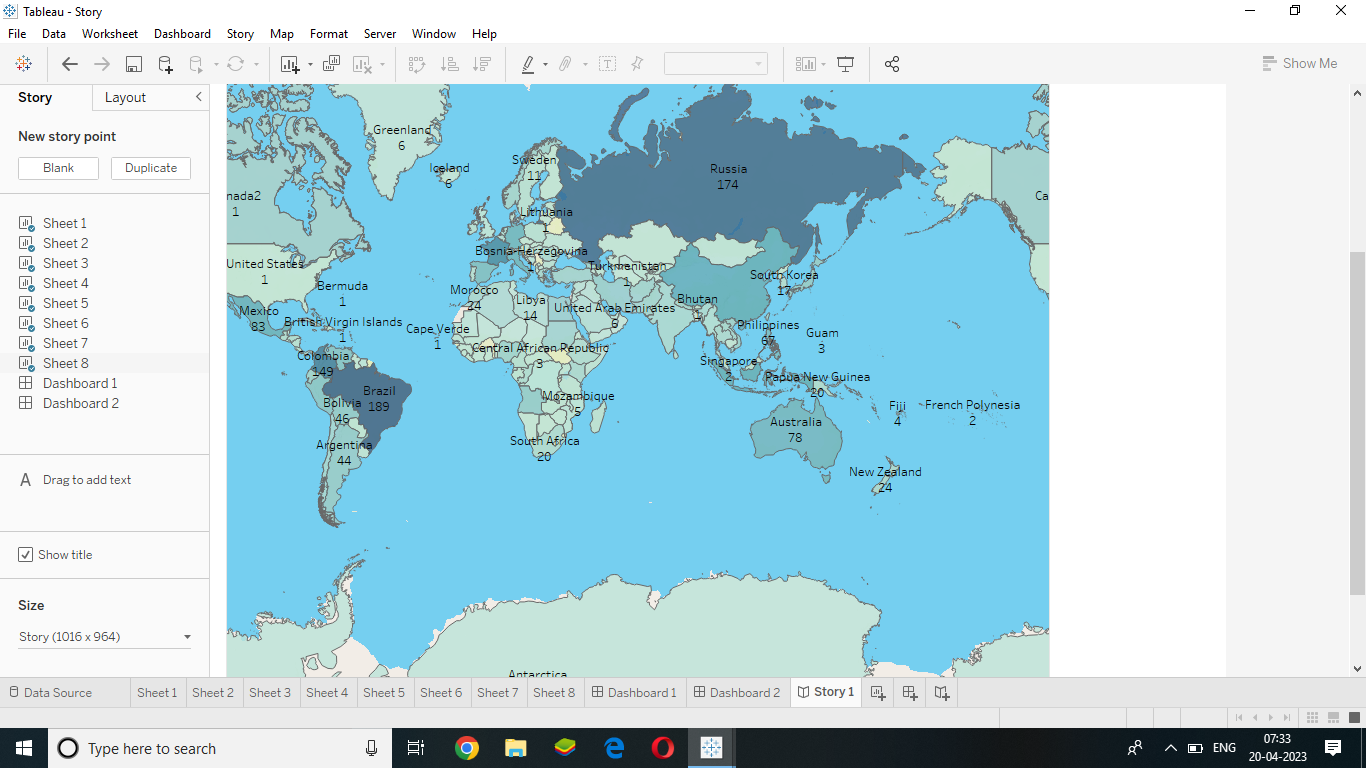 Tableau - Story
File Data Worksheet Dashboard Story Map Format Server Window Help
Show Me
Story Layout
New story point
Blank Duplicate
Sheet 1
Sheet 2
Sheet 3
Sheet 4
Sheet 5
Sheet 6
Sheet 7
Sheet 8
Dashboard 1
Dashboard 2
A Drag to add text
Show title
Size
Story (1016 x 964)
Greenland
6
Iceland
6
Sweden
11
Russia
174
nada2
1
Ca
Lithuania
1
Bosnia-Herzegovina
1
United States
1
Turkmenistan
1
South Korea
17
Bermuda
1
Morocco
24
Libya
14
United Arab Emirates
6
Bhutan
1
Mexico
83
British Virgin Islands
1
Cape Verde
1
Philippines
67
Guam
3
Central African Republic
3
Colombia
149
Singapore
2
Papua New Guinea
20
Brazil
189
Bolivia
46
Mozambique
5
Fiji
4
French Polynesia
2
Australia
78
Argentina
44
South Africa
20
New Zealand
24
Antarctica
Data Source Sheet 1 Sheet 2 Sheet 3 Sheet 4 Sheet 5 Sheet 6 Sheet 7 Sheet 8 Dashboard 1 Dashboard 2 Story 1
Type here to search
ENG
07:33
20-04-2023